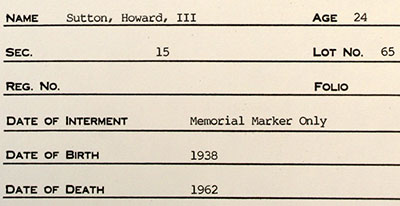 NAME Sutton, Howard, III AGE 24
SEC. 15 LOT NO. 65
REG. NO. FOLIO
DATE OF INTERMENT Memorial Marker Only
DATE OF BIRTH 1938
DATE OF DEATH 1962